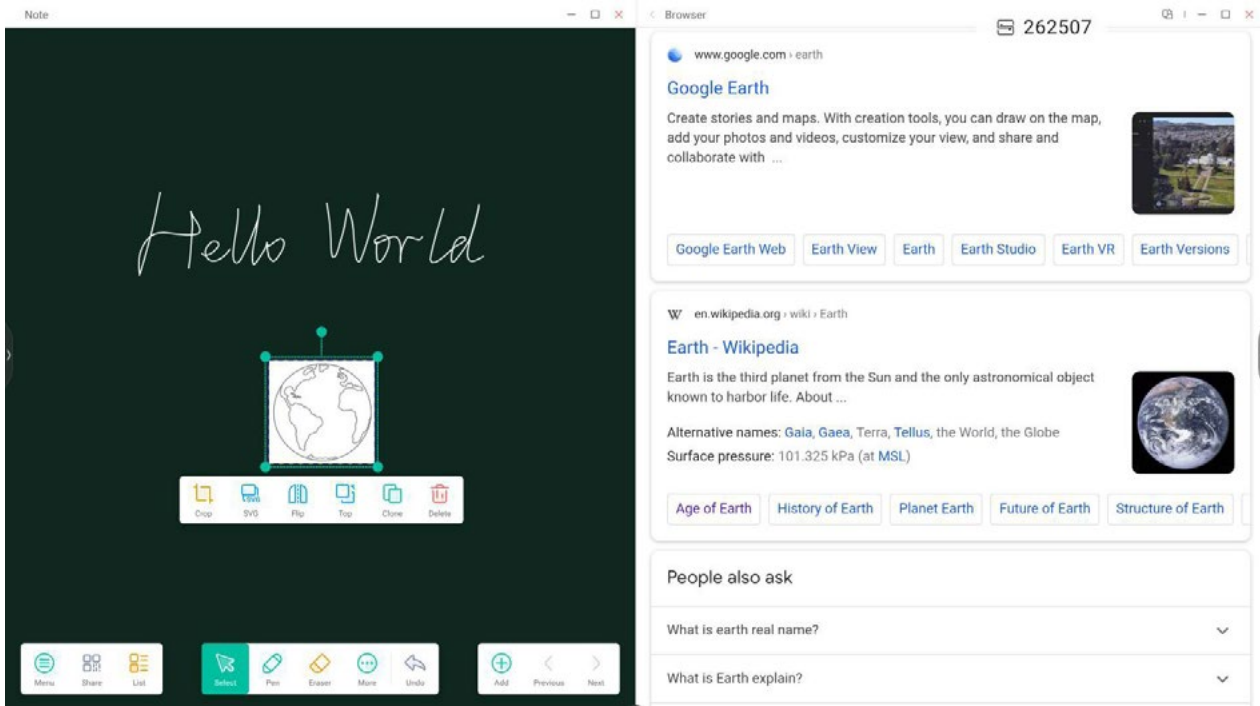 Note
Hello World
Crop SVG Flip Top Clone Delete
Menu Share List
Select Pen Eraser More Undo
Add Previous Next
Browser
262507
www.google.com › earth
Google Earth
Create stories and maps. With creation tools, you can draw on the map,
add your photos and videos, customize your view, and share and
collaborate with ...
Google Earth Web Earth View Earth Earth Studio Earth VR Earth Versions
W en.wikipedia.org › wiki › Earth
Earth - Wikipedia
Earth is the third planet from the Sun and the only astronomical object
known to harbor life. About ...
Alternative names: Gaia, Gaea, Terra, Tellus, the World, the Globe
Surface pressure: 101.325 kPa (at MSL)
Age of Earth History of Earth Planet Earth Future of Earth Structure of Earth
People also ask
What is earth real name?
What is Earth explain?